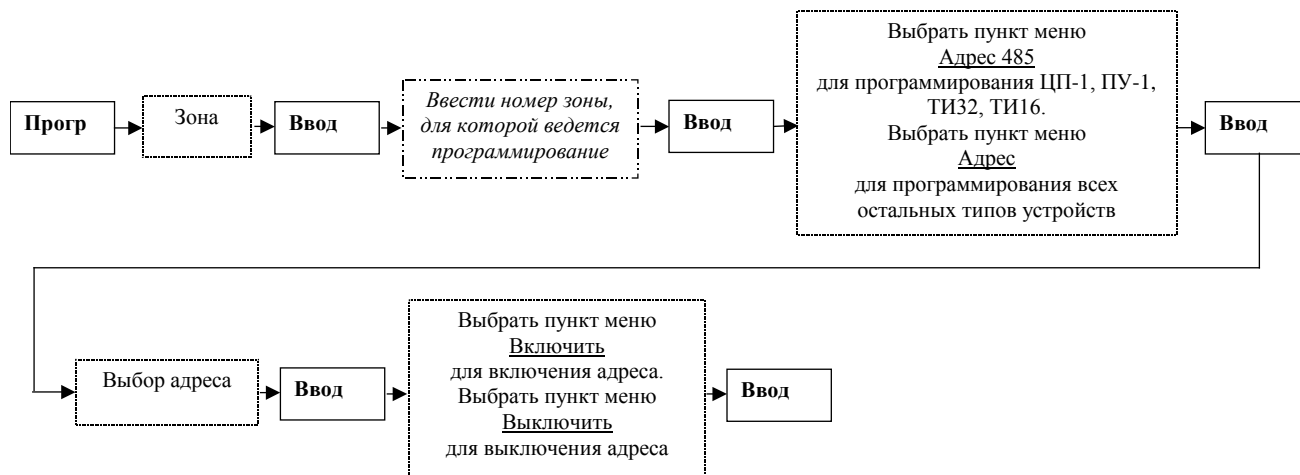 Прогр
Зона
Ввод
Ввести номер зоны,
для которой ведется
программирование
Ввод
Выбрать пункт меню
Адрес 485
для программирования ЦП-1, ПУ-1,
ТИ32, ТИ16.
Выбрать пункт меню
Адрес
для программирования всех
остальных типов устройств
Ввод
Выбор адреса
Ввод
Выбрать пункт меню
Включить
для включения адреса.
Выбрать пункт меню
Выключить
для выключения адреса
Ввод